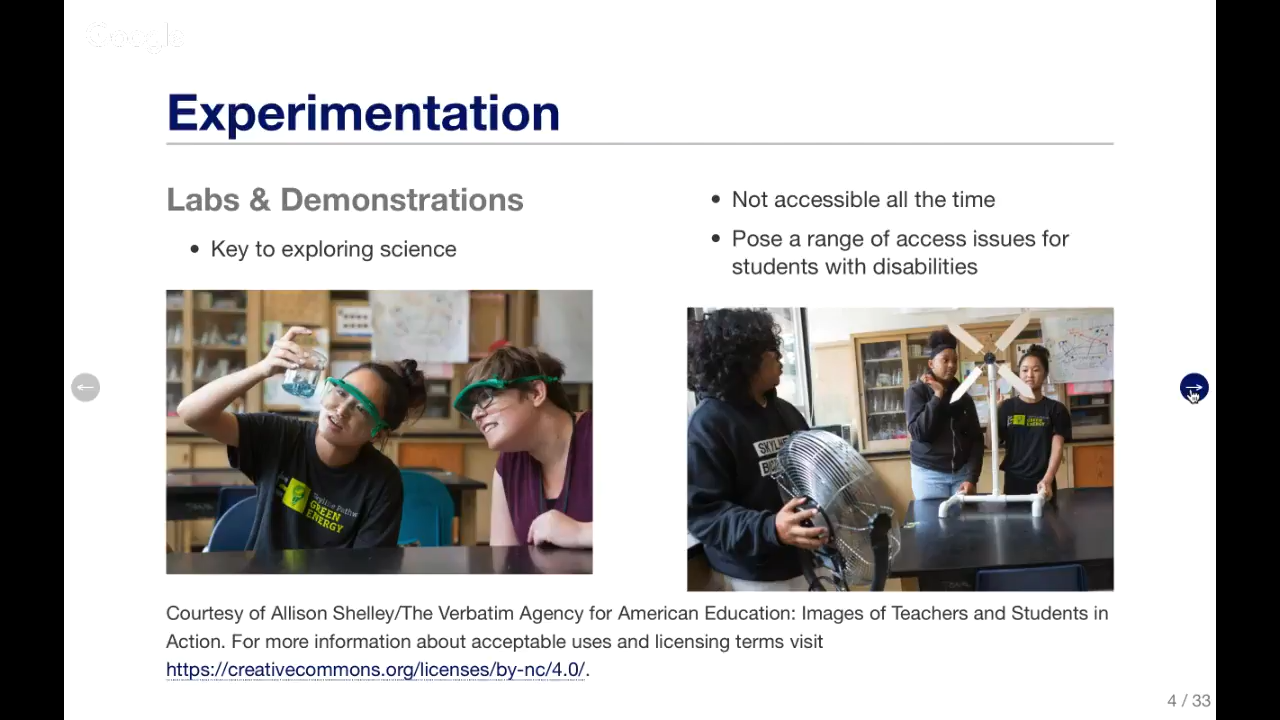 Google
Experimentation
Labs & Demonstrations
• Key to exploring science
• Not accessible all the time
• Pose a range of access issues for
students with disabilities
GREEN
ENERGY
GREEN
ENERGY
Courtesy of Allison Shelley/The Verbatim Agency for American Education: Images of Teachers and Students in
Action. For more information about acceptable uses and licensing terms visit
https://creativecommons.org/licenses/by-nc/4.0/.
4 / 33